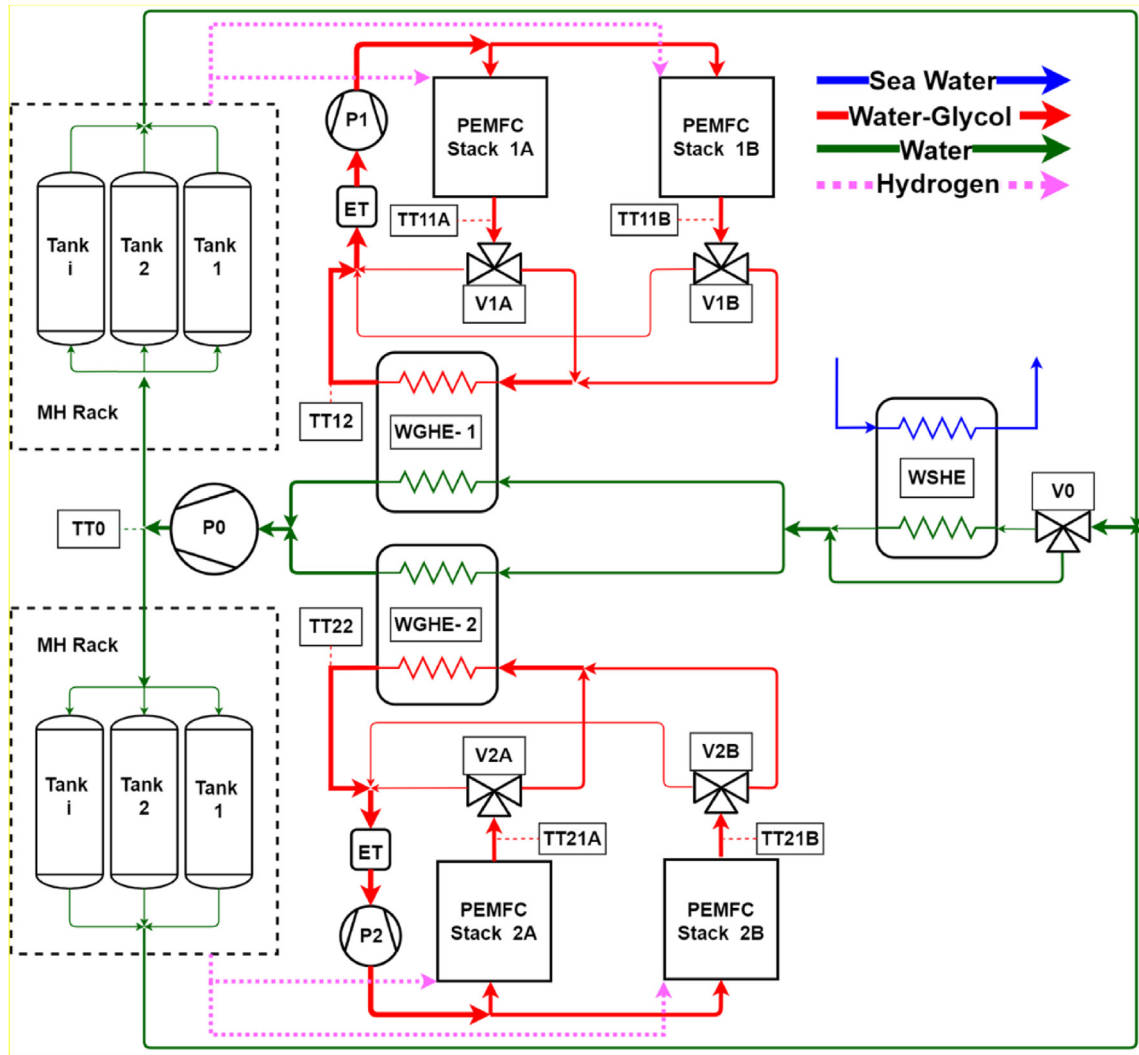 Sea Water
Water-Glycol
Water
Hydrogen
P1
PEMFC
Stack 1A
PEMFC
Stack 1B
ET
TT11A
TT11B
Tank
i
Tank
2
Tank
1
V1A
V1B
MH Rack
TT12
WGHE- 1
WSHE
V0
TT0
P0
MH Rack
TT22
WGHE- 2
Tank
i
Tank
2
Tank
1
V2A
V2B
ET
TT21A
TT21B
P2
PEMFC
Stack 2A
PEMFC
Stack 2B